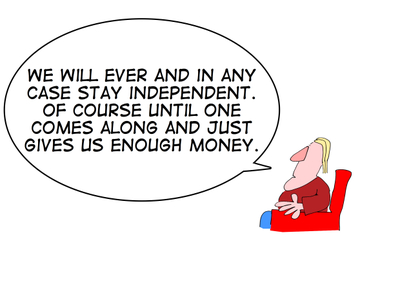 WE WILL EVER AND IN ANY
CASE STAY INDEPENDENT.
OF COURSE UNTIL ONE
COMES ALONG AND JUST
GIVES US ENOUGH MONEY.